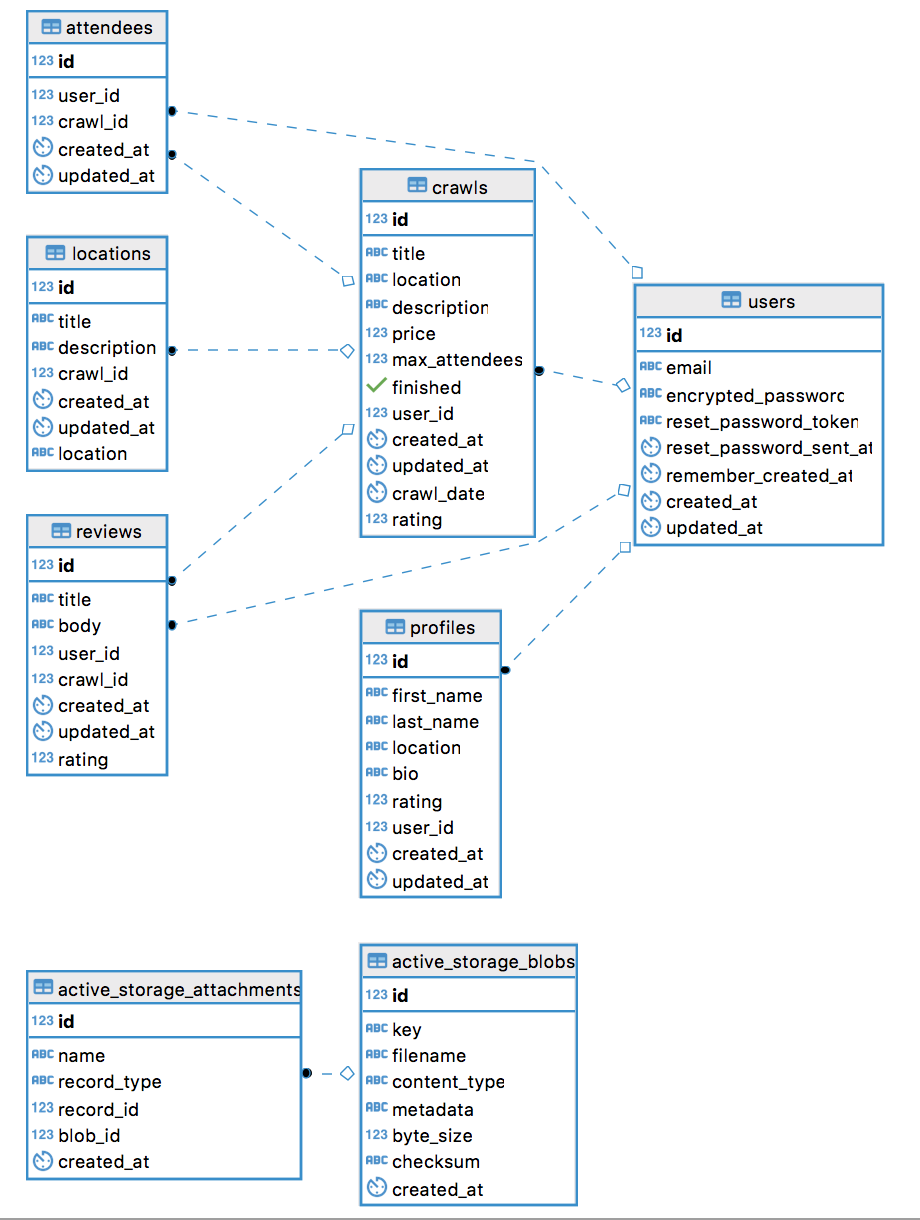 attendees
123 id
123 user_id
123 crawl_id
created_at
updated_at
locations
123 id
ABC title
ABC description
123 crawl_id
created_at
updated_at
ABC location
reviews
123 id
ABC title
ABC body
123 user_id
123 crawl_id
created_at
updated_at
123 rating
crawls
123 id
ABC title
ABC location
ABC description
123 price
123 max_attendees
finished
123 user_id
created_at
updated_at
crawl_date
123 rating
users
123 id
ABC email
ABC encrypted_password
ABC reset_password_token
reset_password_sent_at
remember_created_at
created_at
updated_at
profiles
123 id
ABC first_name
ABC last_name
ABC location
ABC bio
123 rating
123 user_id
created_at
updated_at
active_storage_attachments
123 id
ABC name
ABC record_type
123 record_id
123 blob_id
created_at
active_storage_blobs
123 id
ABC key
ABC filename
ABC content_type
ABC metadata
123 byte_size
ABC checksum
created_at